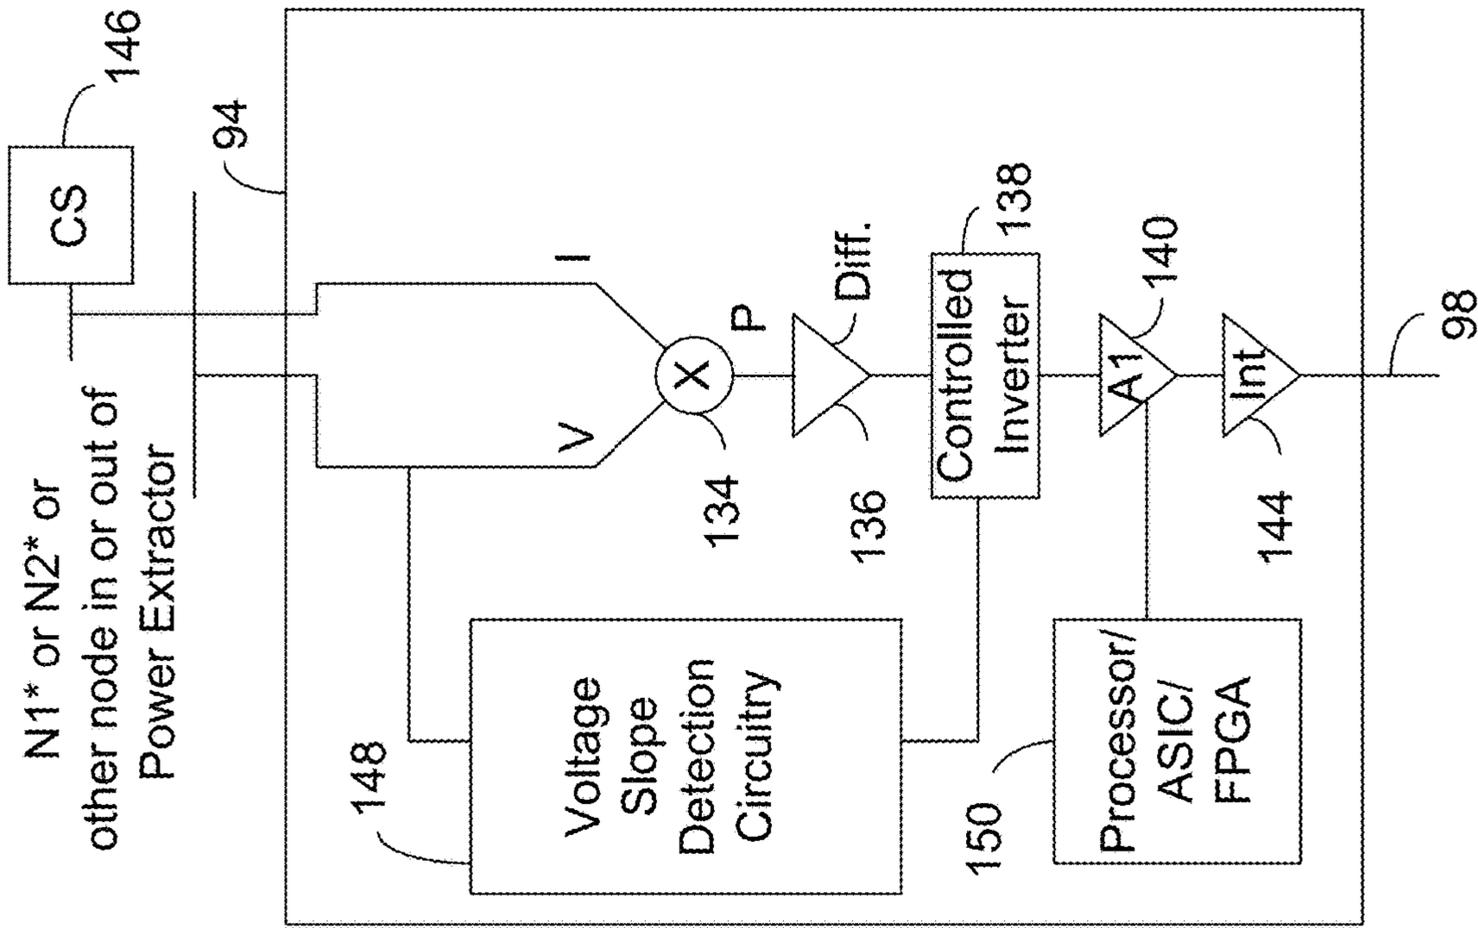 N1* or N2* or
other node in or out of
Power Extractor
CS
146
94
V
I
X
134
P
Diff.
136
Voltage
Slope
Detection
Circuitry
148
Controlled
Inverter
138
A1
140
Processor/
ASIC/
FPGA
150
Int
144
98